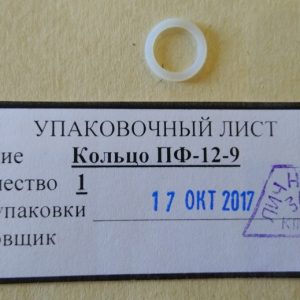 УПАКОВОЧНЫЙ ЛИСТ
ние Кольцо ПФ-12-9
чество 1
упаковки 17 ОКТ 2017
овщик